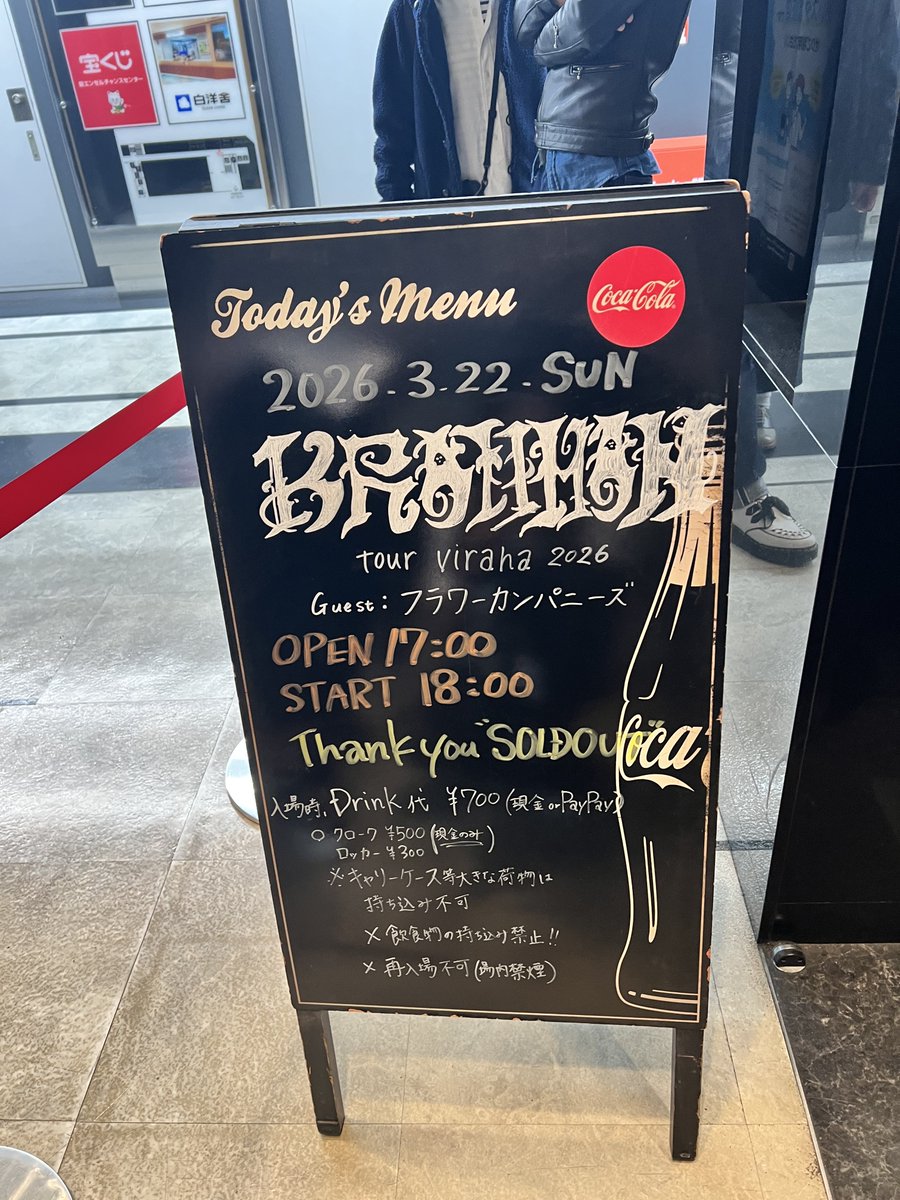 宝くじ
白洋舍
Today's Menu
Coca-Cola
2026.3.22.SUN
BRAHMAN
tour viraha 2026
Guest: フラワーカンパニーズ
OPEN 17:00
START 18:00
Thank you "SOLD OUT"
Coca
入場時、Drink代 ¥700 (現金 or PayPay)
○ クローク ¥500 (現金のみ)
ロッカー ¥300
※キャリーケース等大きな荷物は
持ち込み不可
× 飲食物の持ち込み禁止!!
× 再入場不可 (場内禁煙)